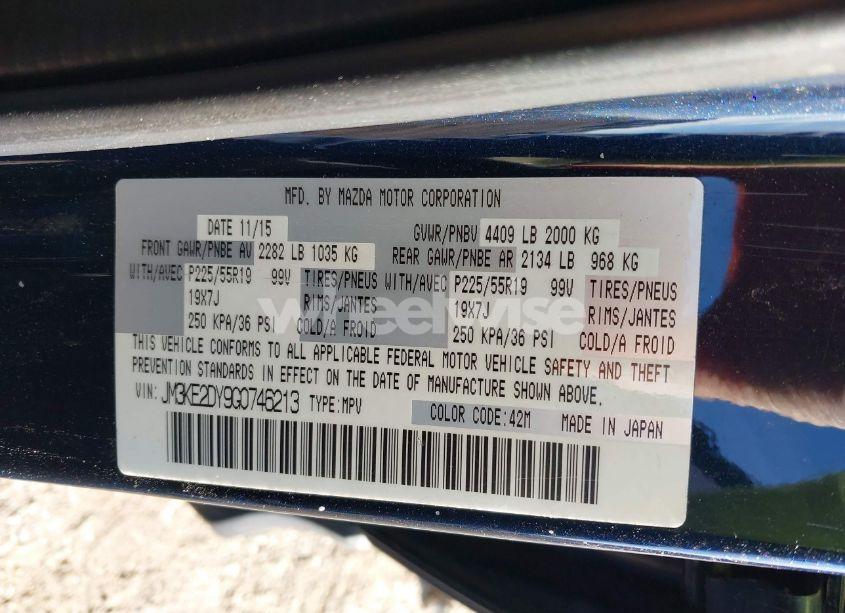 MFD. BY MAZDA MOTOR CORPORATION
DATE 11/15 GVWR/PNBV 4409 LB 2000 KG
FRONT GAWR/PNBE AV 2282 LB 1035 KG REAR GAWR/PNBE AR 2134 LB 968 KG
WITH/AVEC P225/55R19 99V TIRES/PNEUS WITH/AVEC P225/55R19 99V TIRES/PNEUS
19X7J RIMS/JANTES 19X7J RIMS/JANTES
250 KPA/36 PSI COLD/A FROID 250 KPA/36 PSI COLD/A FROID
wheelwise
THIS VEHICLE CONFORMS TO ALL APPLICABLE FEDERAL MOTOR VEHICLE SAFETY AND THEFT
PREVENTION STANDARDS IN EFFECT ON THE DATE OF MANUFACTURE SHOWN ABOVE.
VIN: JM3KE2DY9G0746213 TYPE:MPV COLOR CODE:42M MADE IN JAPAN